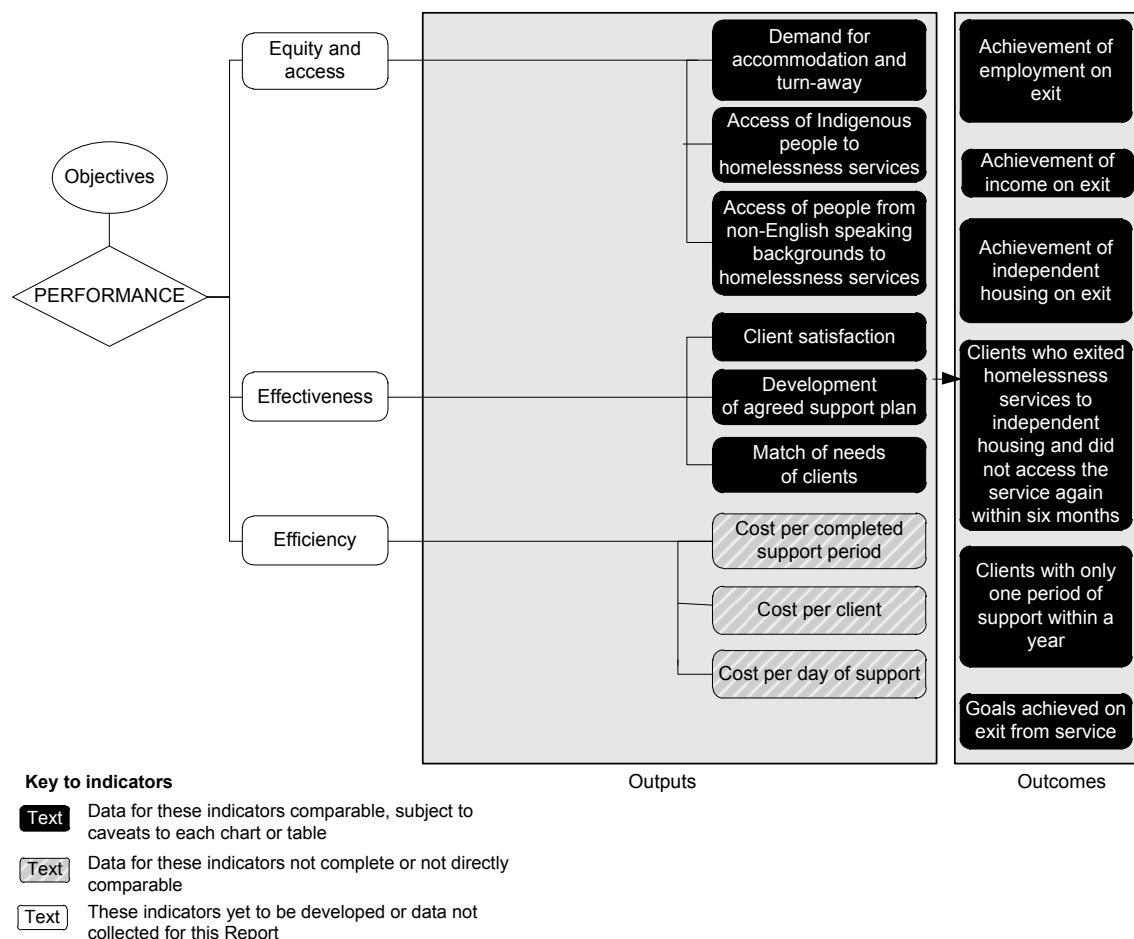 Objectives
PERFORMANCE
Equity and
access
Demand for
accommodation and
turn-away
Access of Indigenous
people to
homelessness services
Access of people from
non-English speaking
backgrounds to
homelessness services
Effectiveness
Client satisfaction
Development
of agreed support plan
Match of needs
of clients
Efficiency
Cost per completed
support period
Cost per client
Cost per day of support
Outputs
Achievement of
employment on
exit
Achievement of
income on exit
Achievement of
independent
housing on exit
Clients who exited
homelessness
services to
independent
housing and did
not access the
service again
within six months
Clients with only
one period of
support within a
year
Goals achieved on
exit from service
Outcomes
Key to indicators
Text
Data for these indicators comparable, subject to
caveats to each chart or table
Text
Data for these indicators not complete or not directly
comparable
Text
These indicators yet to be developed or data not
collected for this Report